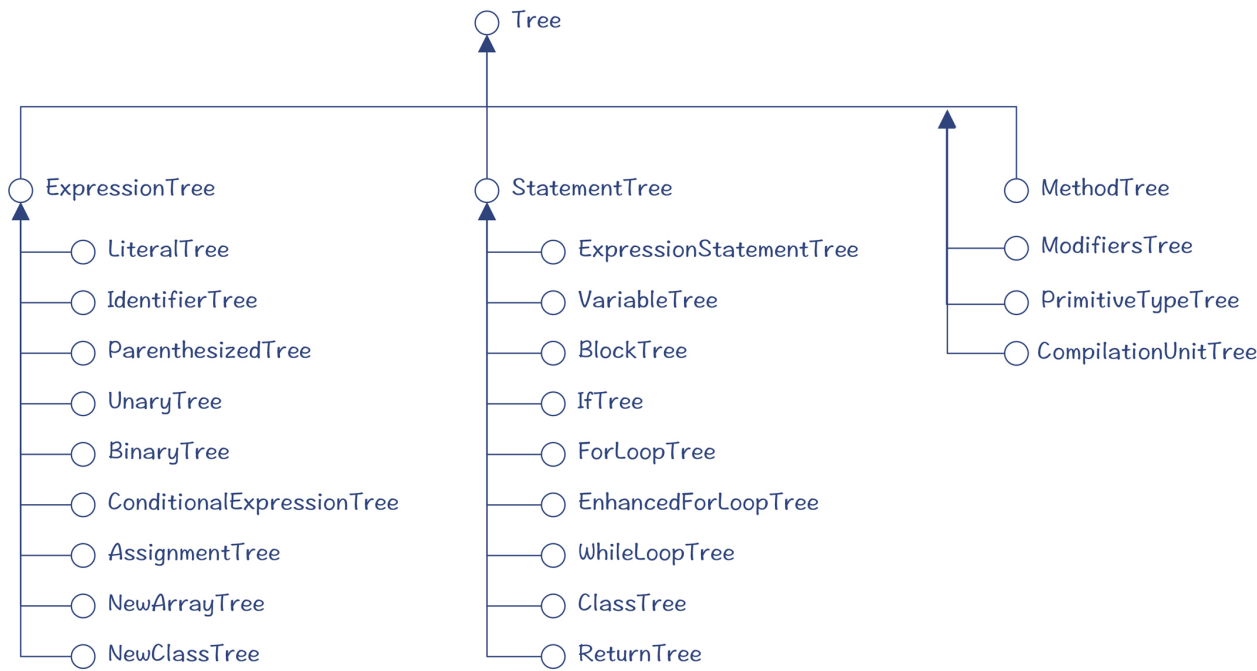 Tree
ExpressionTree
LiteralTree
IdentifierTree
ParenthesizedTree
UnaryTree
BinaryTree
ConditionalExpressionTree
AssignmentTree
NewArrayTree
NewClassTree
StatementTree
ExpressionStatementTree
VariableTree
BlockTree
IfTree
ForLoopTree
EnhancedForLoopTree
WhileLoopTree
ClassTree
ReturnTree
MethodTree
ModifiersTree
PrimitiveTypeTree
CompilationUnitTree